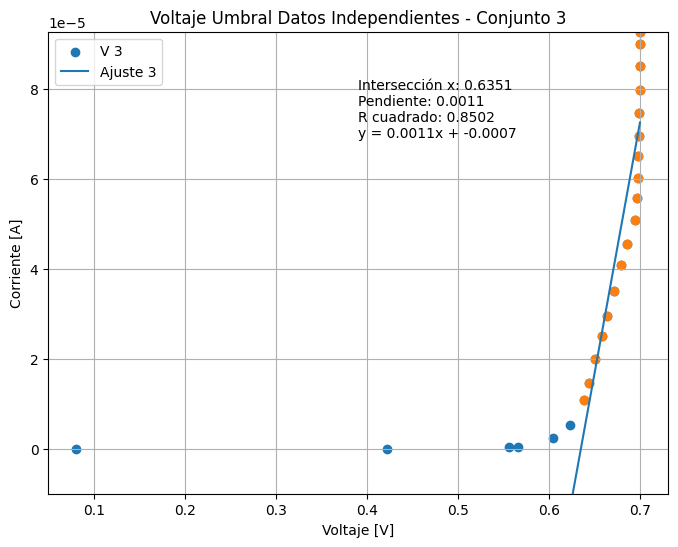 Voltaje Umbral Datos Independientes - Conjunto 3
1e−5
V 3
Ajuste 3
Intersección x: 0.6351
Pendiente: 0.0011
R cuadrado: 0.8502
y = 0.0011x + -0.0007
8
6
4
2
0
Corriente [A]
0.1 0.2 0.3 0.4 0.5 0.6 0.7
Voltaje [V]